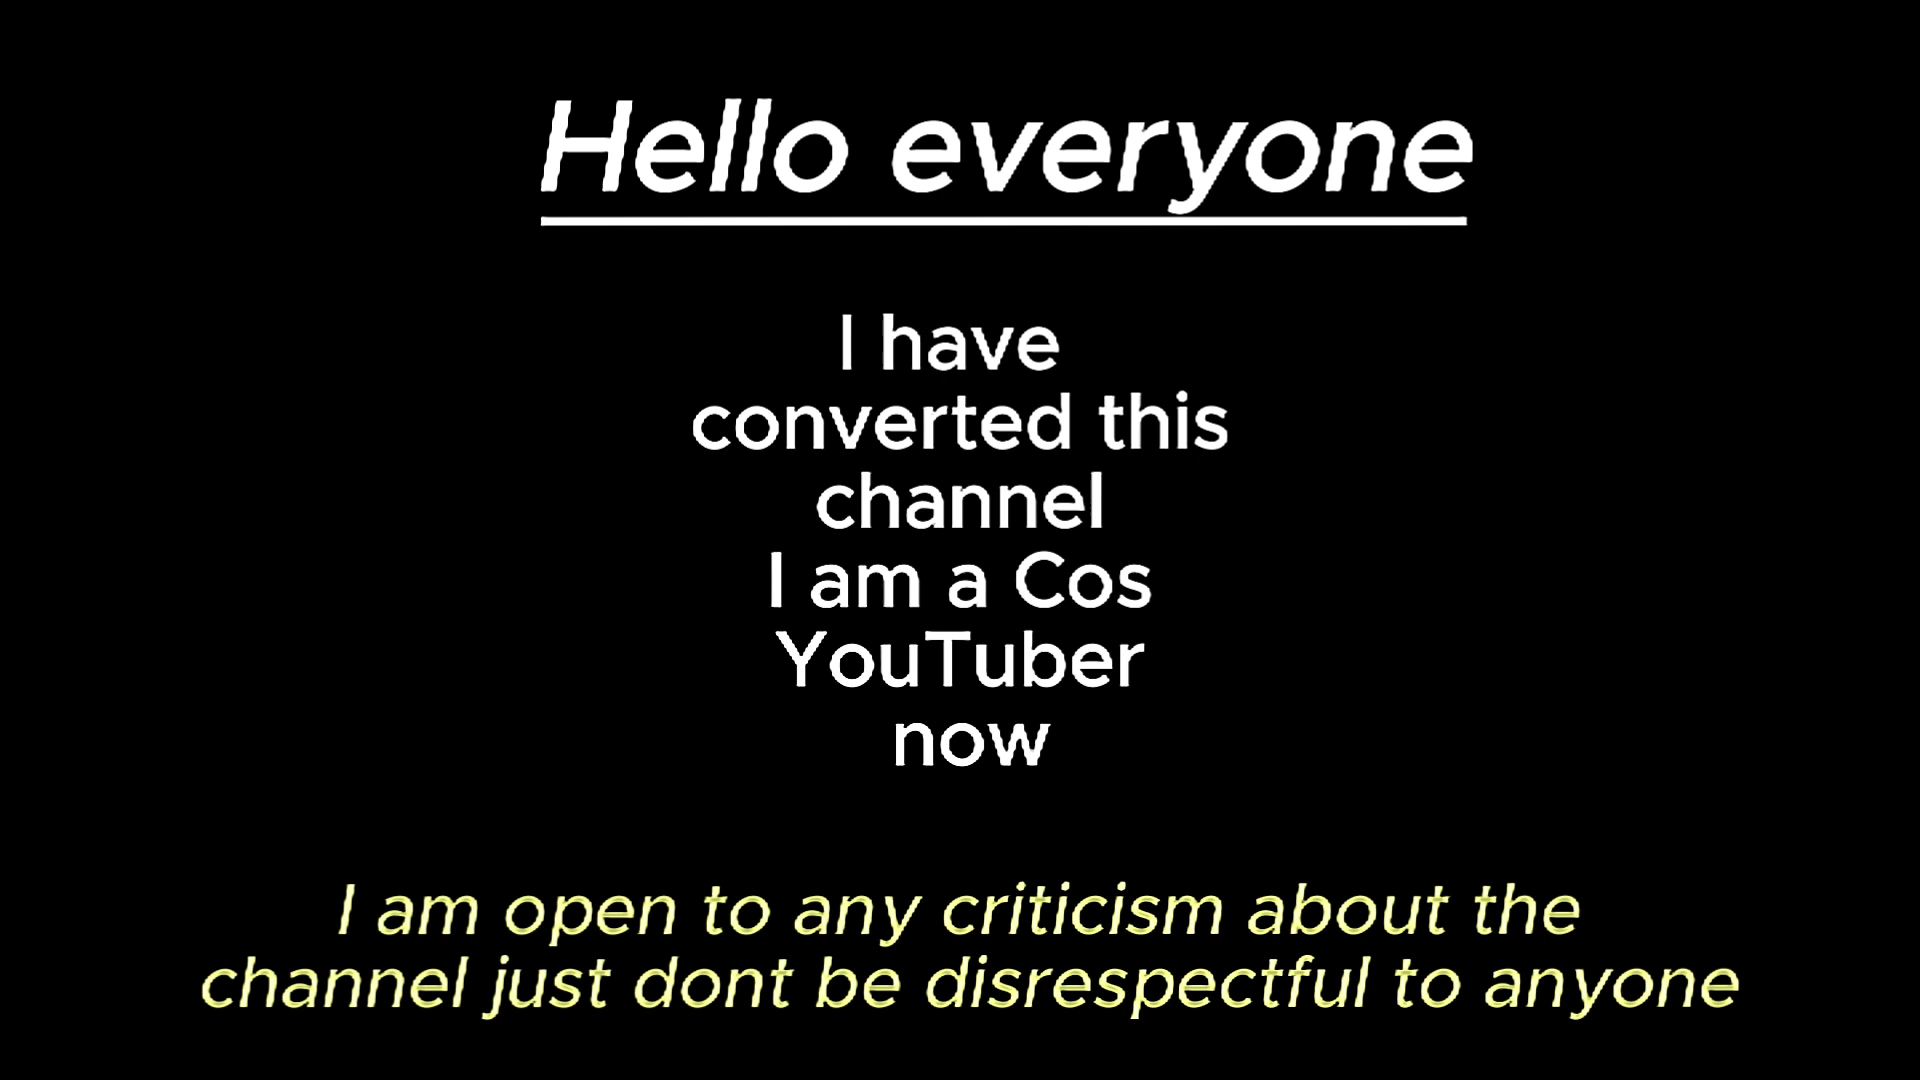 Hello everyone
I have
converted this
channel
I am a Cos
YouTuber
now
I am open to any criticism about the
channel just dont be disrespectful to anyone